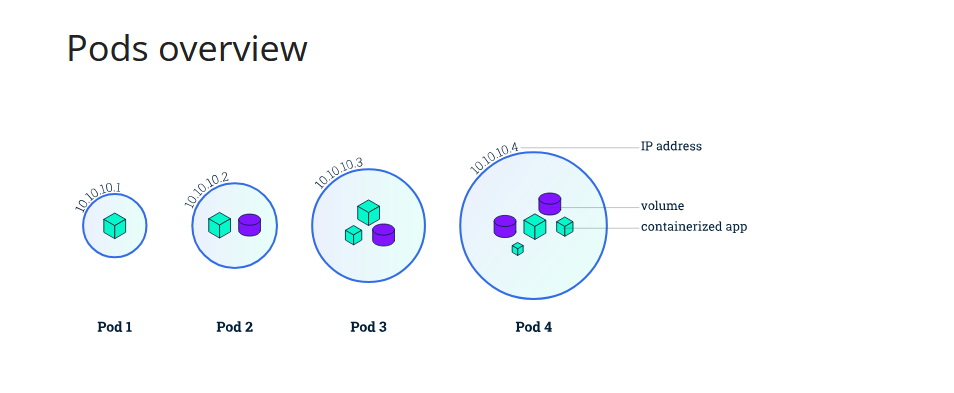 Pods overview
10.10.10.1
10.10.10.2
10.10.10.3
10.10.10.4
IP address
volume
containerized app
Pod 1
Pod 2
Pod 3
Pod 4